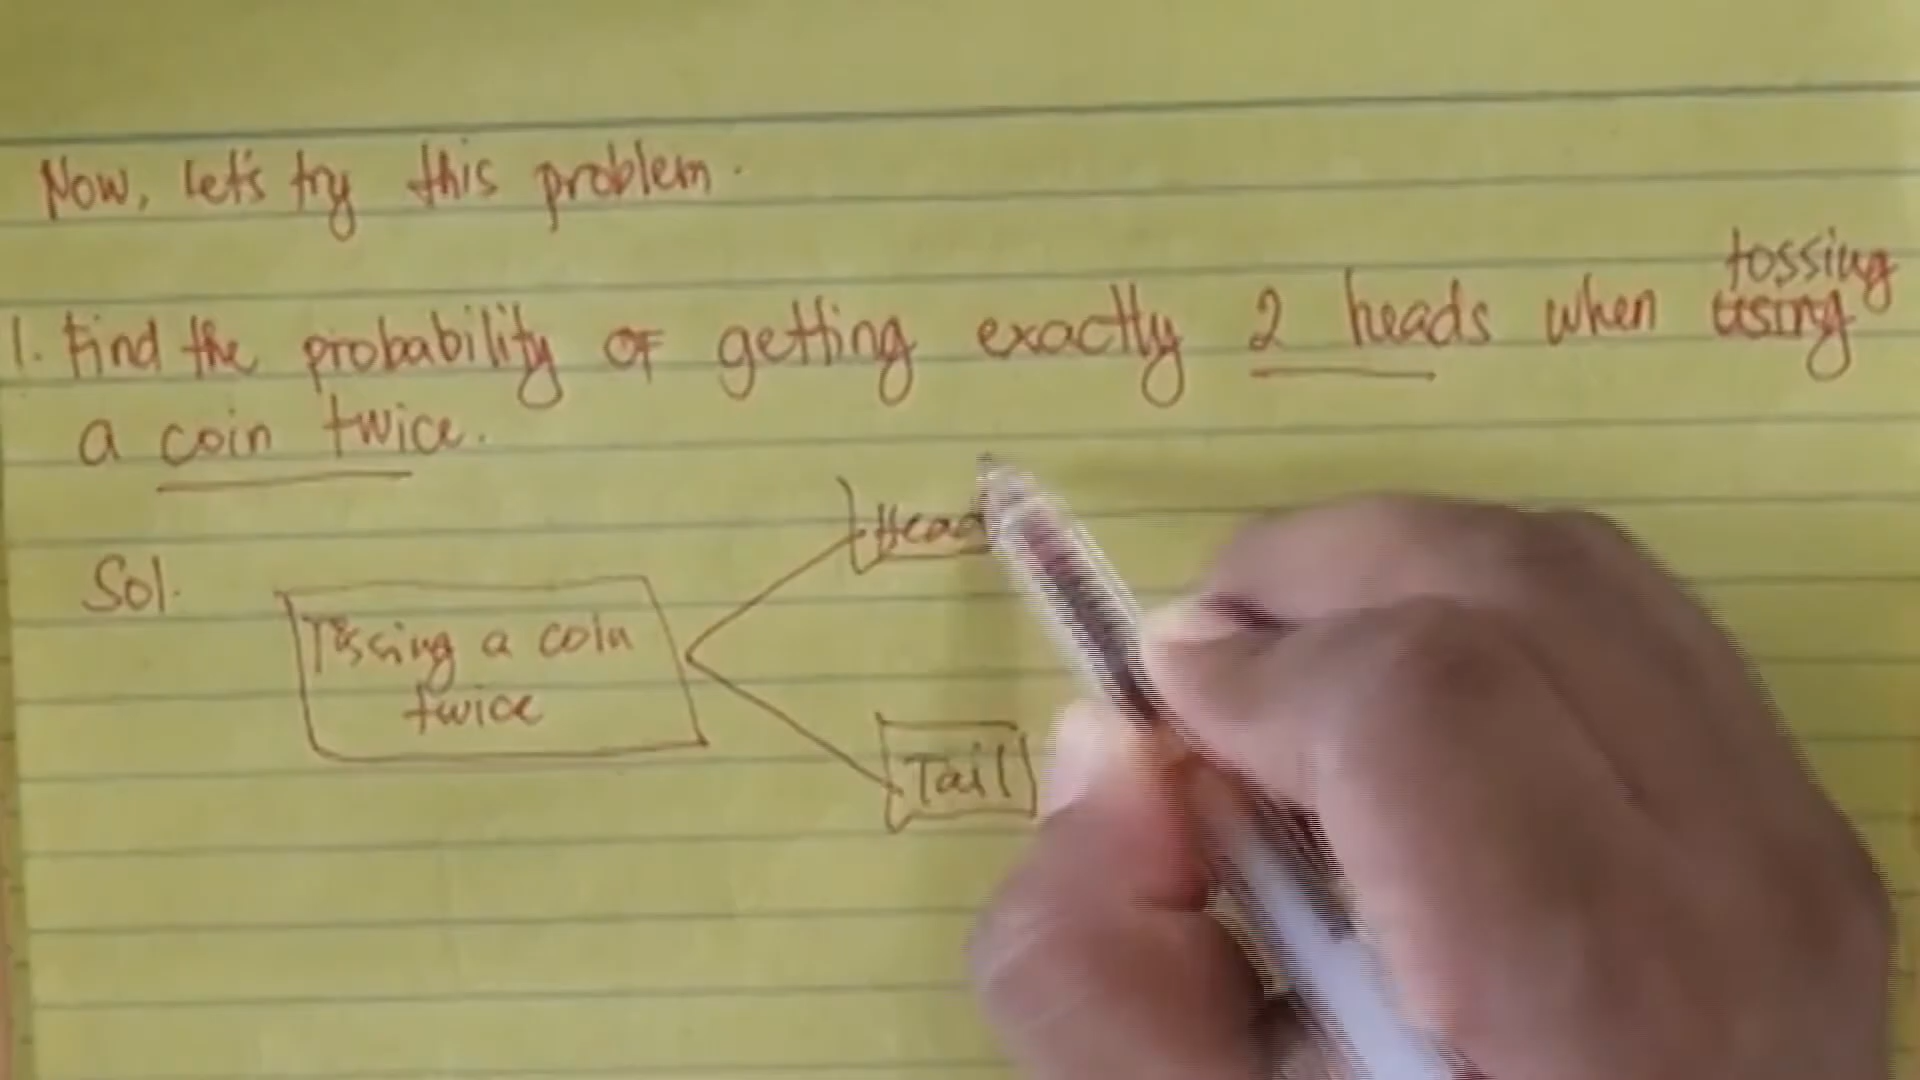 Now, let's try this problem.
tossing
1. Find the probability of getting exactly 2 heads when
a coin twice.
Sol.
Head
Tossing a coin
twice
Tail